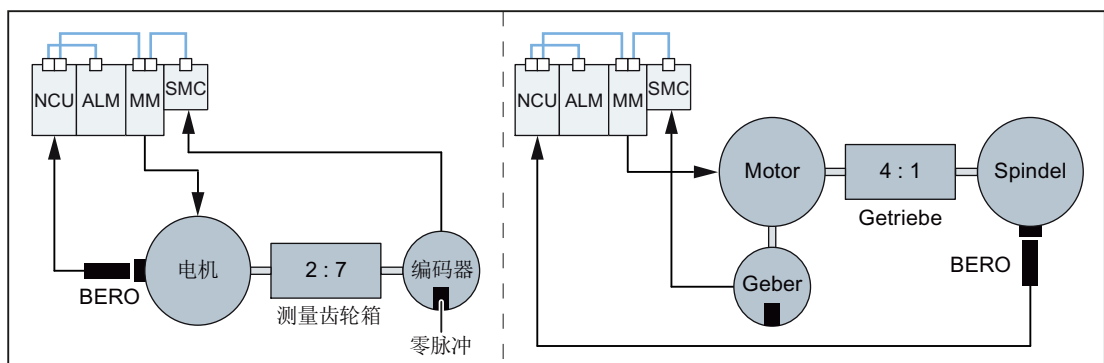 NCU ALM MM SMC
电机
2 : 7
编码器
BERO
测量齿轮箱
零脉冲
NCU ALM MM SMC
Motor
4 : 1
Spindel
Getriebe
BERO
Geber